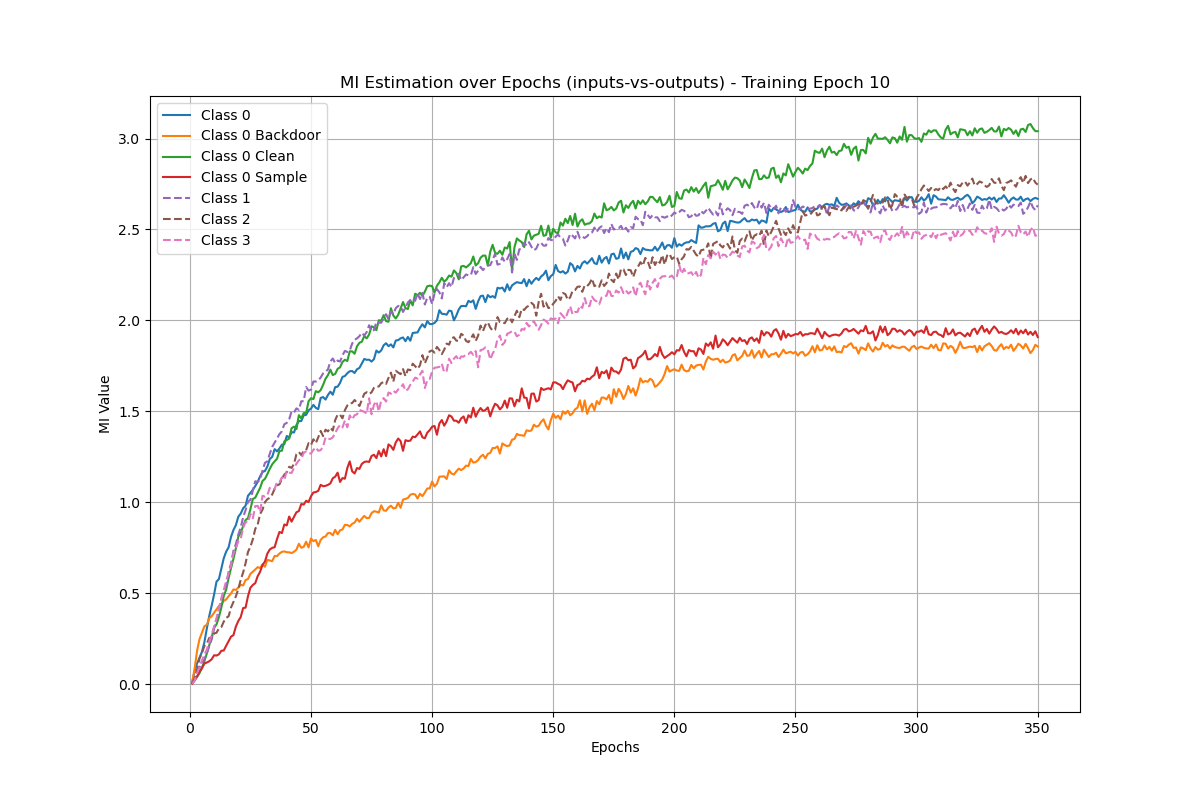 MI Estimation over Epochs (inputs-vs-outputs) - Training Epoch 10
Class 0
Class 0 Backdoor
Class 0 Clean
Class 0 Sample
Class 1
Class 2
Class 3
3.0
2.5
2.0
1.5
1.0
0.5
0.0
MI Value
0 50 100 150 200 250 300 350
Epochs